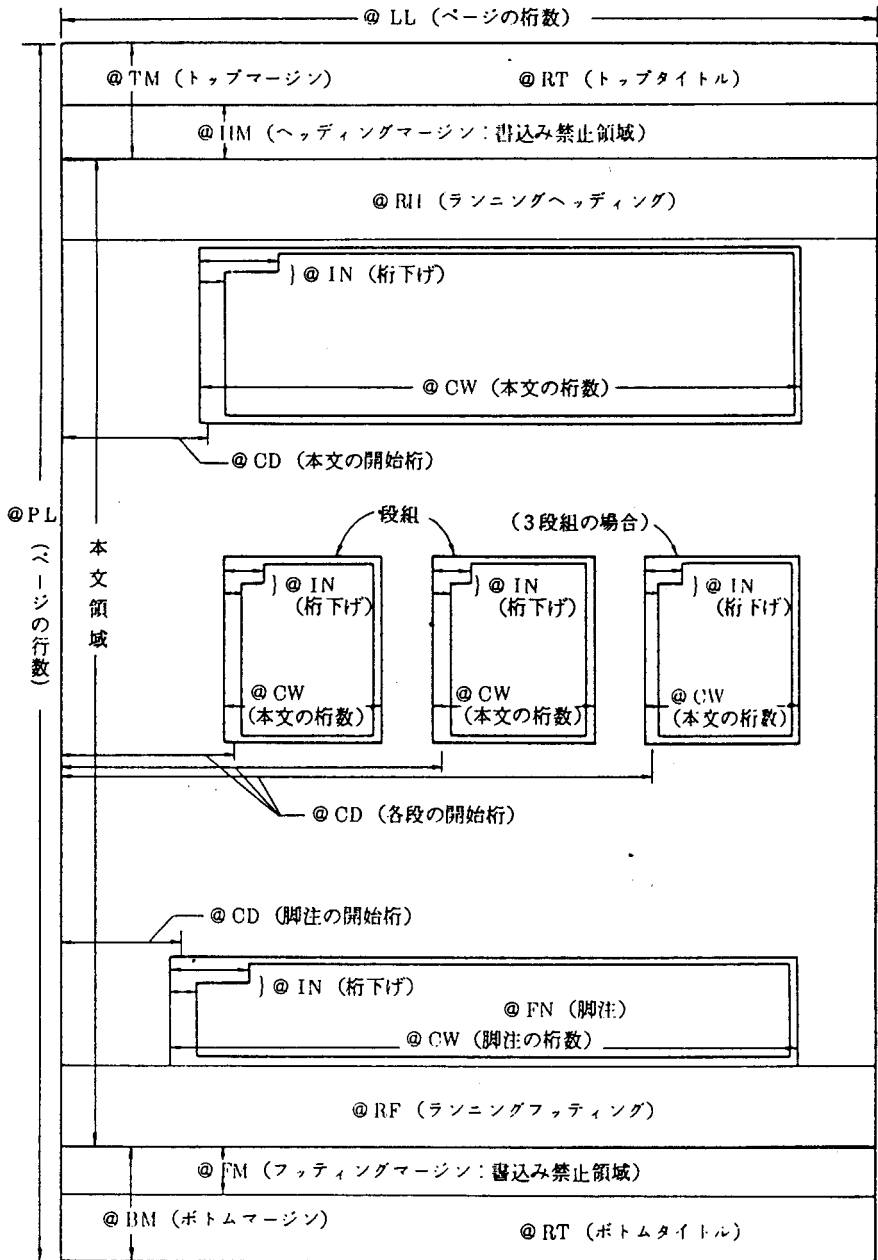 @LL（ページの桁数）
@TM（トップマージン）
@RT（トップタイトル）
@HM（ヘッディングマージン：書込み禁止領域）
@RH（ランニングヘッディング）
}@IN（桁下げ）
@CW（本文の桁数）
@CD（本文の開始桁）
@PL（ページの行数）
本文領域
段組
（3段組の場合）
}@IN
（桁下げ）
}@IN
（桁下げ）
}@IN
（桁下げ）
@CW
（本文の桁数）
@CW
（本文の桁数）
@CW
（本文の桁数）
@CD（各段の開始桁）
@CD（脚注の開始桁）
}@IN（桁下げ）
@FN（脚注）
@CW（脚注の桁数）
@RF（ランニングフッティング）
@FM（フッティングマージン：書込み禁止領域）
@BM（ボトムマージン）
@RT（ボトムタイトル）